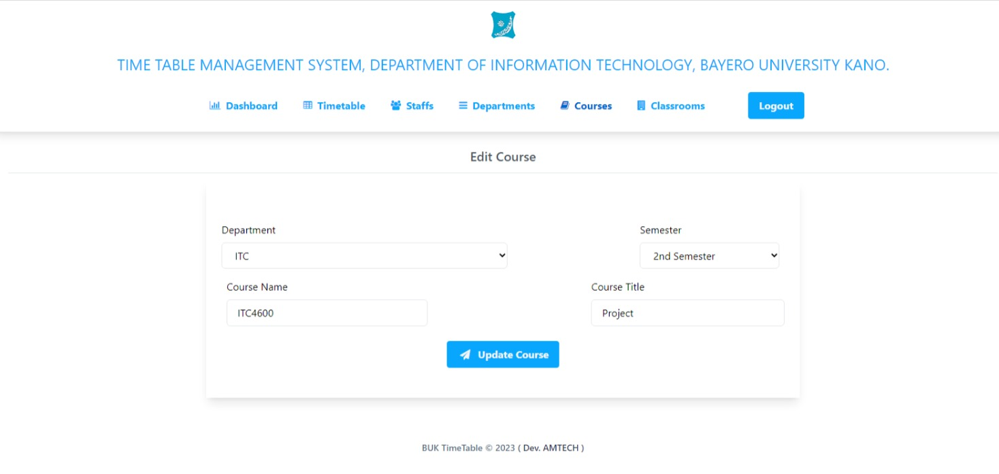 TIME TABLE MANAGEMENT SYSTEM, DEPARTMENT OF INFORMATION TECHNOLOGY, BAYERO UNIVERSITY KANO.
Dashboard Timetable Staffs Departments Courses Classrooms Logout
Edit Course
Department Semester
ITC 2nd Semester
Course Name Course Title
ITC4600 Project
Update Course
BUK TimeTable © 2023 ( Dev. AMTECH )